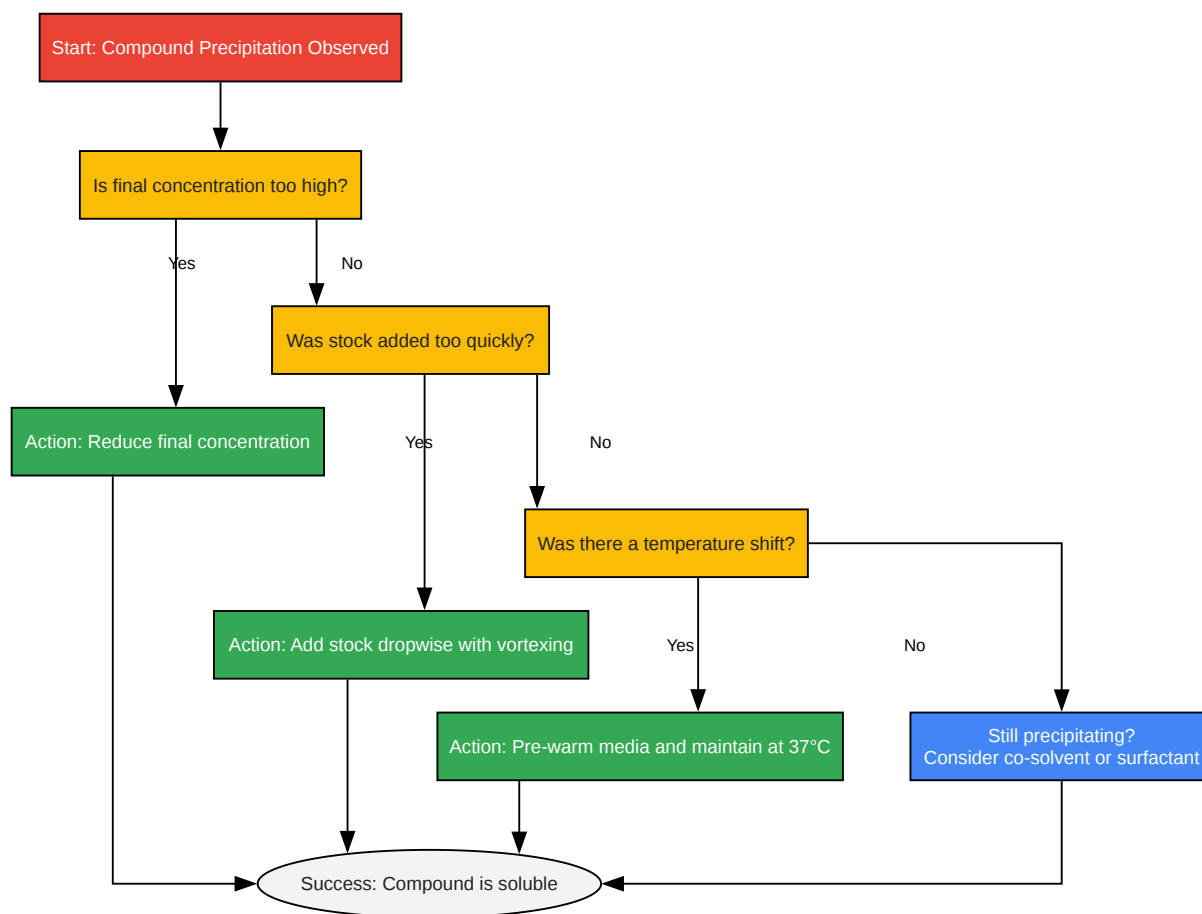 Start: Compound Precipitation Observed
Is final concentration too high?
Yes
No
Was stock added too quickly?
Action: Reduce final concentration
Yes
No
Was there a temperature shift?
Action: Add stock dropwise with vortexing
Yes
No
Action: Pre-warm media and maintain at 37°C
Still precipitating?
Consider co-solvent or surfactant
Success: Compound is soluble